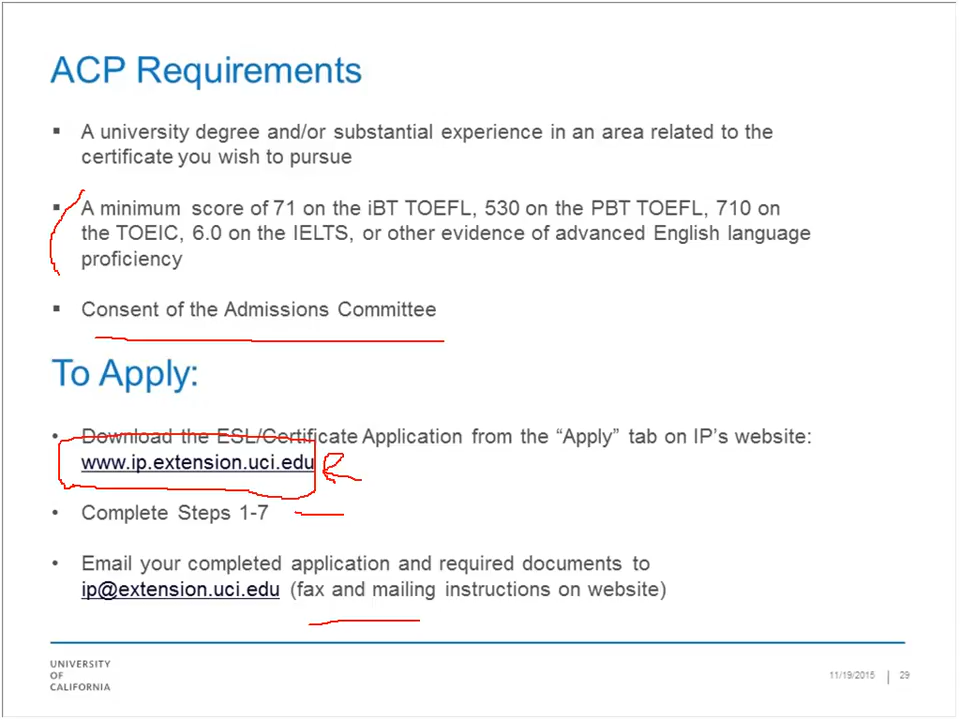 ACP Requirements
▪ A university degree and/or substantial experience in an area related to the
certificate you wish to pursue
▪ A minimum score of 71 on the iBT TOEFL, 530 on the PBT TOEFL, 710 on
the TOEIC, 6.0 on the IELTS, or other evidence of advanced English language
proficiency
▪ Consent of the Admissions Committee
To Apply:
• Download the ESL/Certificate Application from the “Apply” tab on IP’s website:
www.ip.extension.uci.edu
• Complete Steps 1-7
• Email your completed application and required documents to
ip@extension.uci.edu (fax and mailing instructions on website)
UNIVERSITY
OF
CALIFORNIA
11/19/2015 | 29